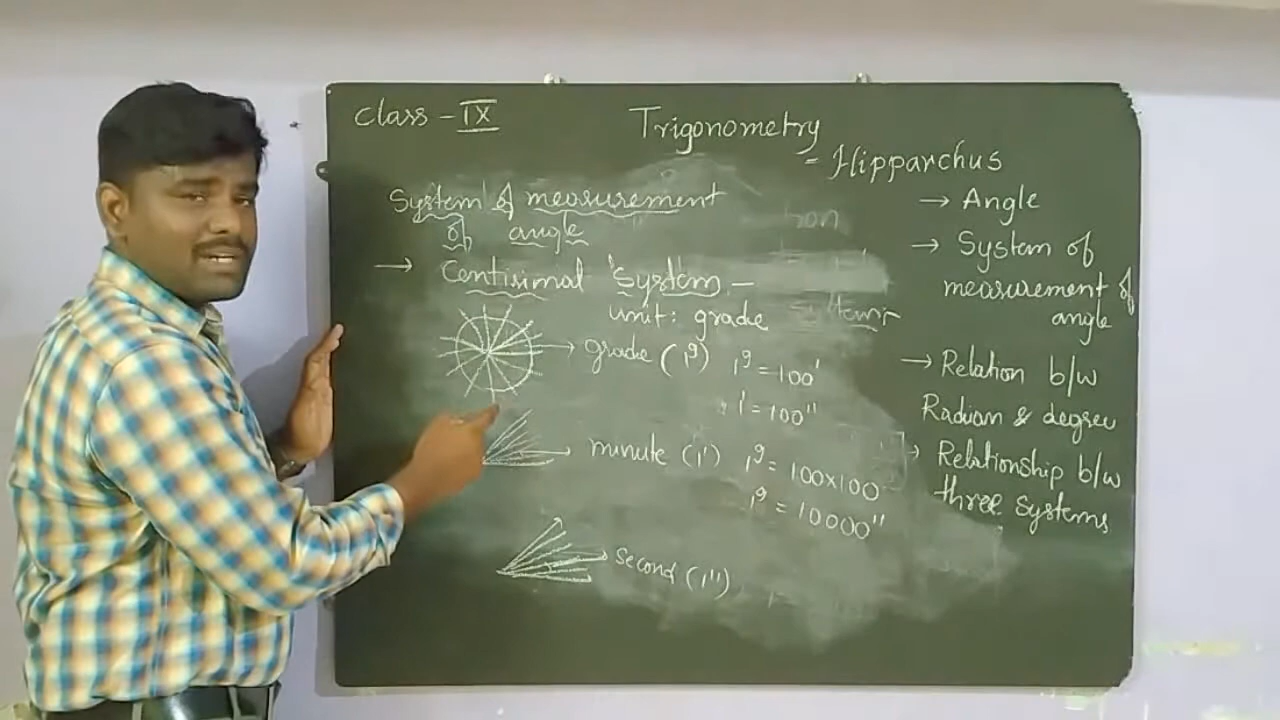 Class - IX
Trigonometry
- Hipparchus
System of measurement
of angle
→ Centisimal System -
unit: grade
grade (1ᵍ) 1ᵍ = 100'
1' = 100"
minute (1') 1ᵍ = 100×100
1ᵍ = 10000"
second (1")
→ Angle
→ System of
measurement of
angle
→ Relation b/w
Radian & degree
→ Relationship b/w
three systems